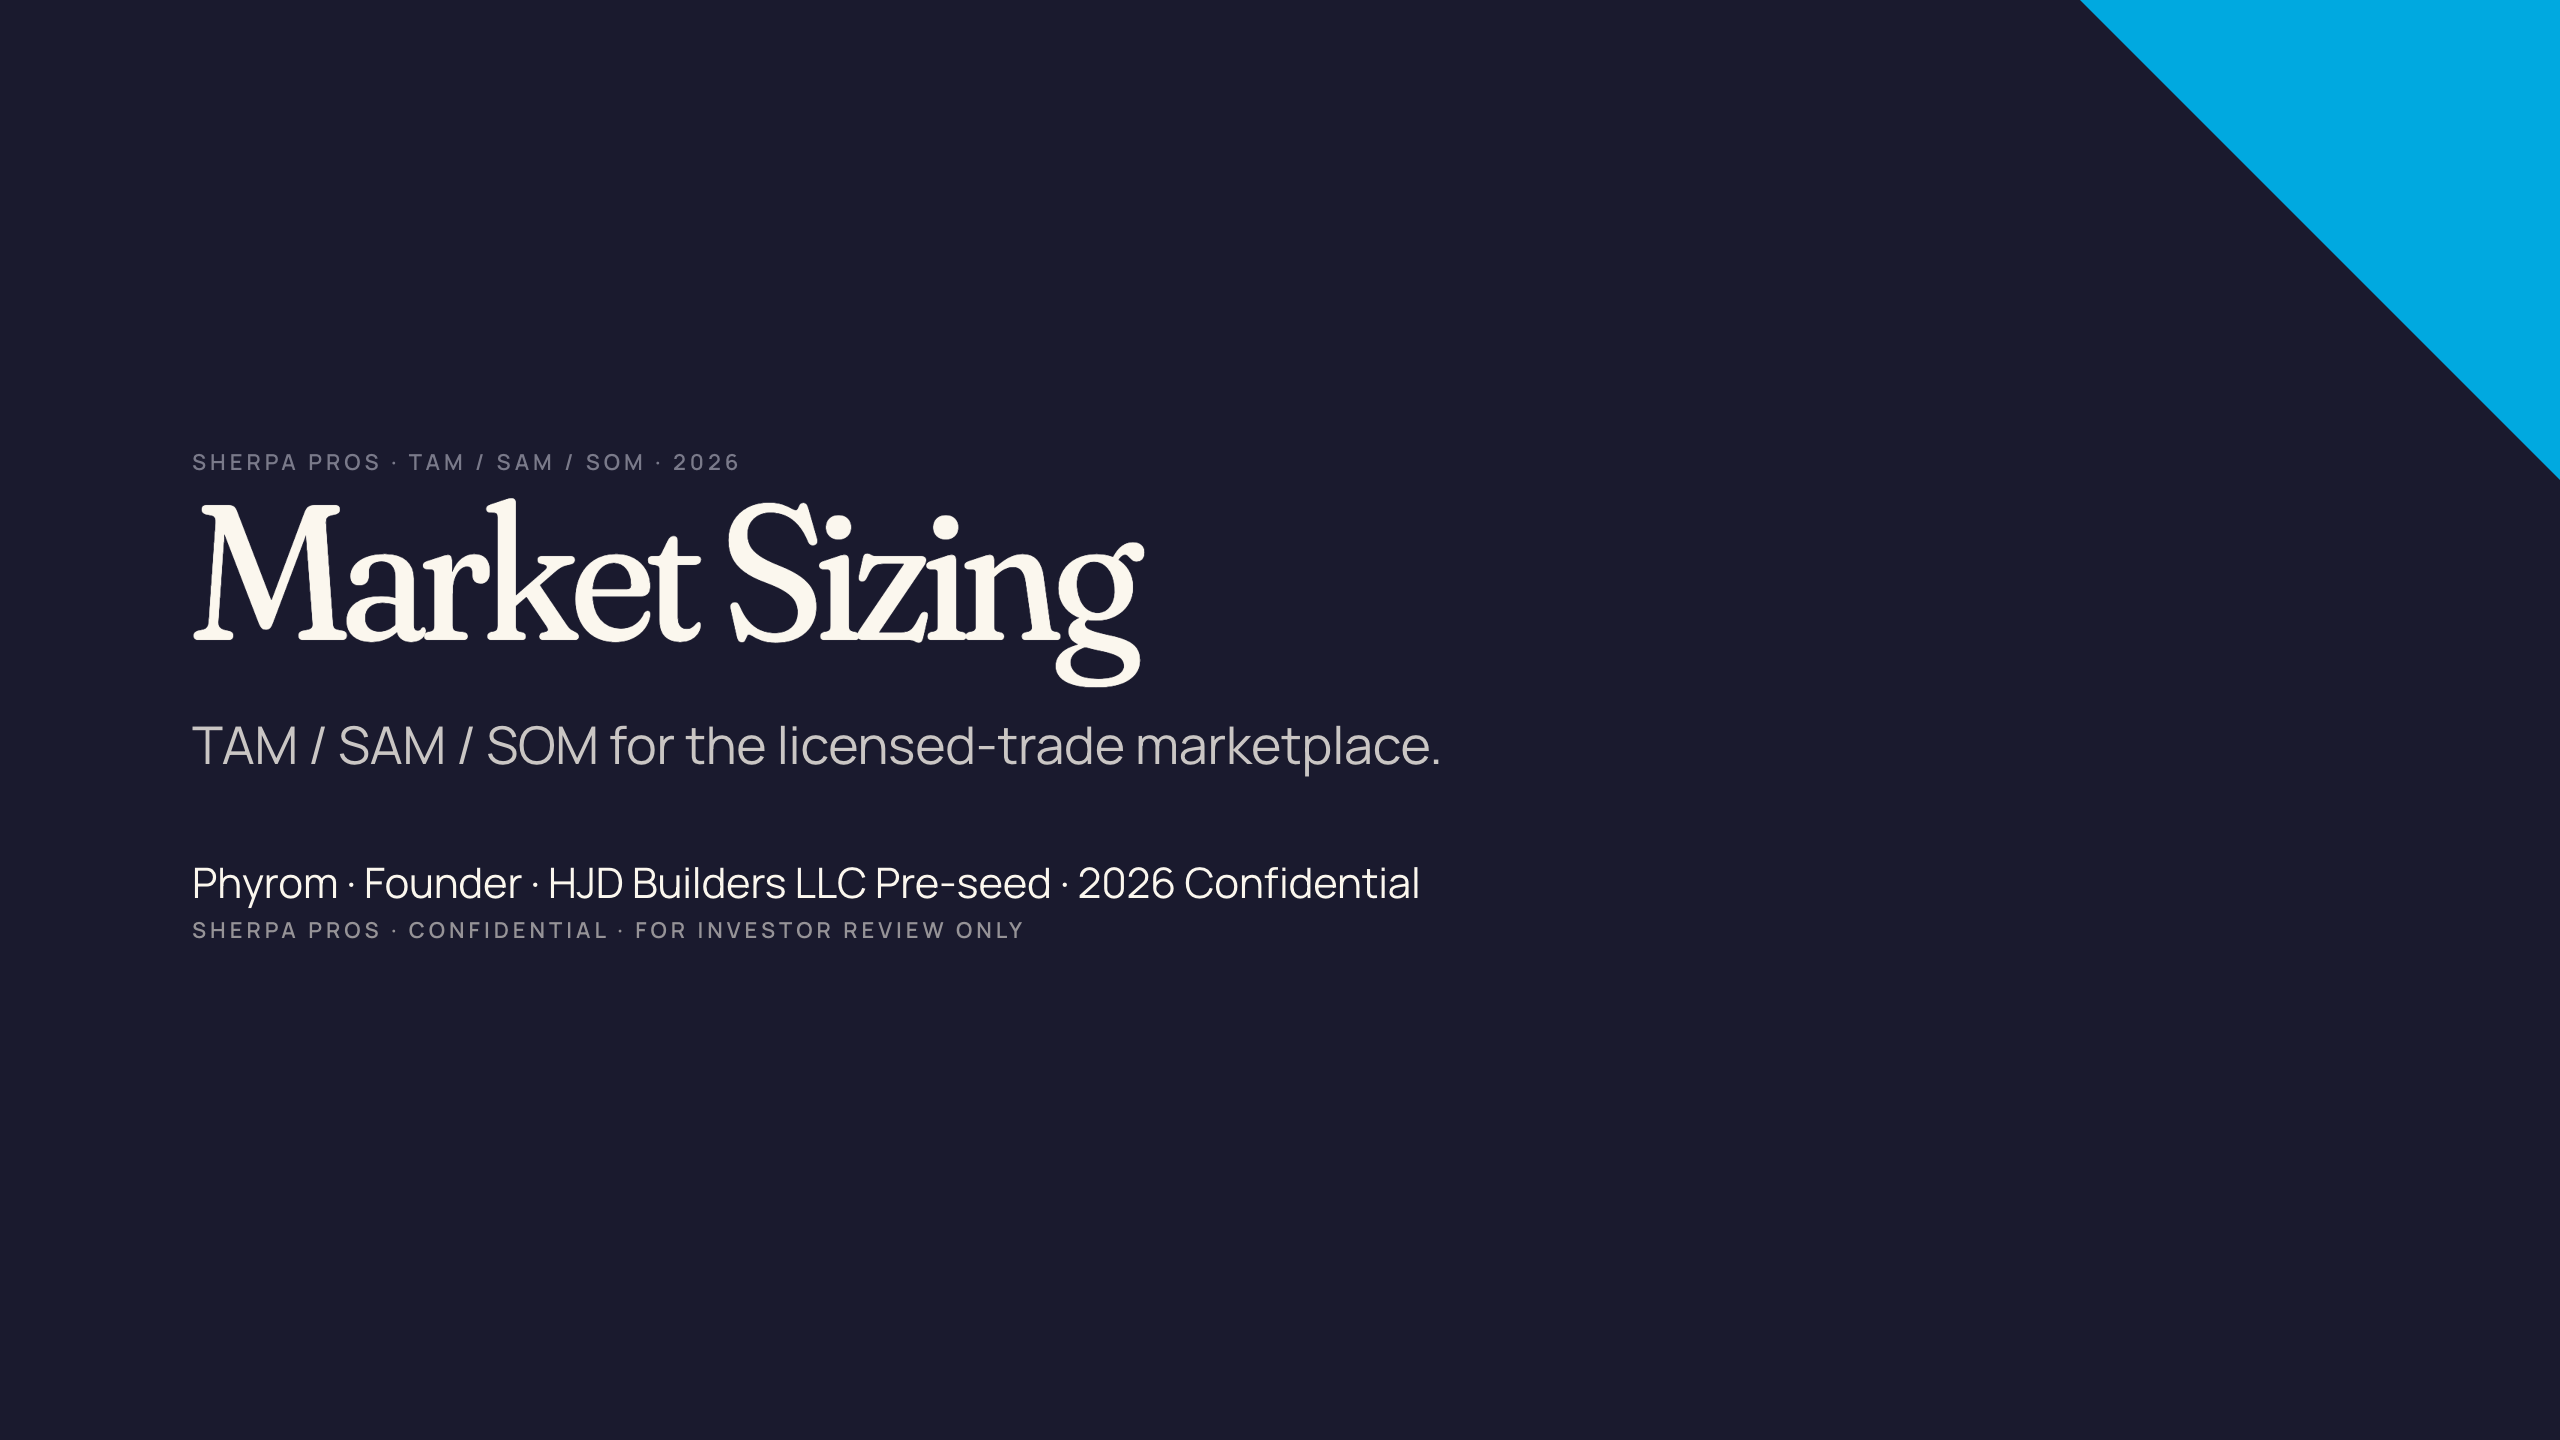 SHERPA PROS · TAM / SAM / SOM · 2026
Market Sizing
TAM / SAM / SOM for the licensed-trade marketplace.
Phyrom · Founder · HJD Builders LLC Pre-seed · 2026 Confidential
SHERPA PROS · CONFIDENTIAL · FOR INVESTOR REVIEW ONLY